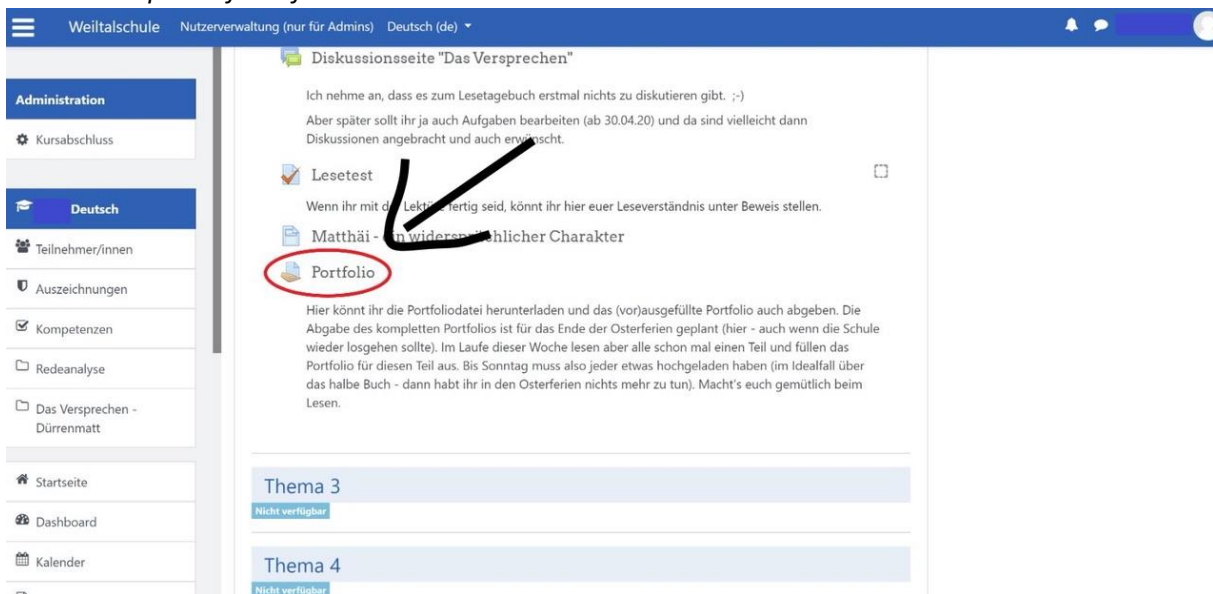 Weiltalschule Nutzerverwaltung (nur für Admins) Deutsch (de)
Administration
Kursabschluss
Deutsch
Teilnehmer/innen
Auszeichnungen
Kompetenzen
Redeanalyse
Das Versprechen -
Dürrenmatt
Startseite
Dashboard
Kalender
Diskussionsseite "Das Versprechen"
Ich nehme an, dass es zum Lesetagebuch erstmal nichts zu diskutieren gibt. ;-)
Aber später sollt ihr ja auch Aufgaben bearbeiten (ab 30.04.20) und da sind vielleicht dann
Diskussionen angebracht und auch erwünscht.
Lesetest
Wenn ihr mit der Lektüre fertig seid, könnt ihr hier euer Leseverständnis unter Beweis stellen.
Matthäi - ein widersprüchlicher Charakter
Portfolio
Hier könnt ihr die Portfoliodatei herunterladen und das (vor)ausgefüllte Portfolio auch abgeben. Die
Abgabe des kompletten Portfolios ist für das Ende der Osterferien geplant (hier - auch wenn die Schule
wieder losgehen sollte). Im Laufe dieser Woche lesen aber alle schon mal einen Teil und füllen das
Portfolio für diesen Teil aus. Bis Sonntag muss also jeder etwas hochgeladen haben (im Idealfall über
das halbe Buch - dann habt ihr in den Osterferien nichts mehr zu tun). Macht's euch gemütlich beim
Lesen.
Thema 3
Nicht verfügbar
Thema 4
Nicht verfügbar